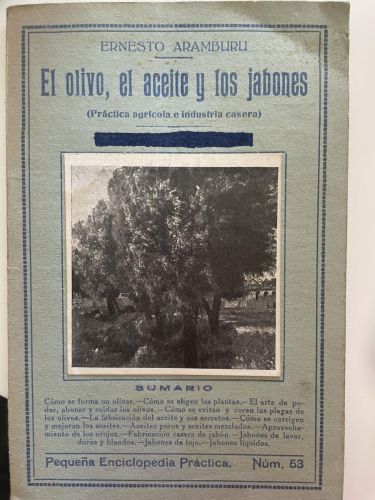 ERNESTO ARAMBURU
El olivo, el aceite y los jabones
(Práctica agrícola e industria casera)
SUMARIO
Cómo se forma un olivar.—Cómo se eligen las plantas.—El arte de po-
dar, abonar y cuidar los olivos.—Cómo se evitan y curan las plagas de
los olivos.—La fabricación del aceite y sus secretos.—Cómo se corrigen
y mejoran los aceites.—Aceites puros y aceites mezclados.—Aprovecha-
miento de los orujos.—Fabricación casera de jabón.—Jabones de lavar,
duros y blandos.—Jabones de lujo.—Jabones líquidos.
Pequeña Enciclopedia Práctica. Núm. 53